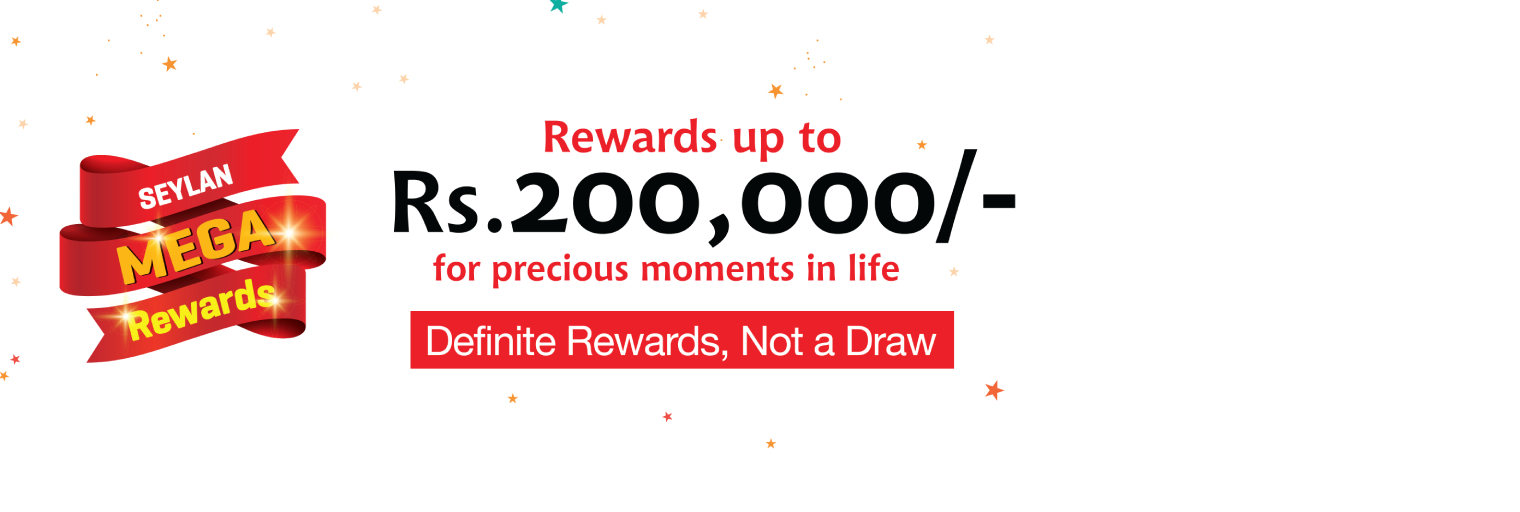 SEYLAN
MEGA
Rewards
Rewards up to
Rs.200,000/-
for precious moments in life
Definite Rewards, Not a Draw